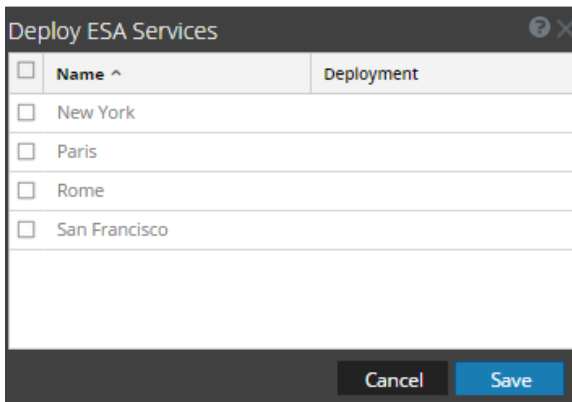 Deploy ESA Services
Name ^ Deployment
New York
Paris
Rome
San Francisco
Cancel Save